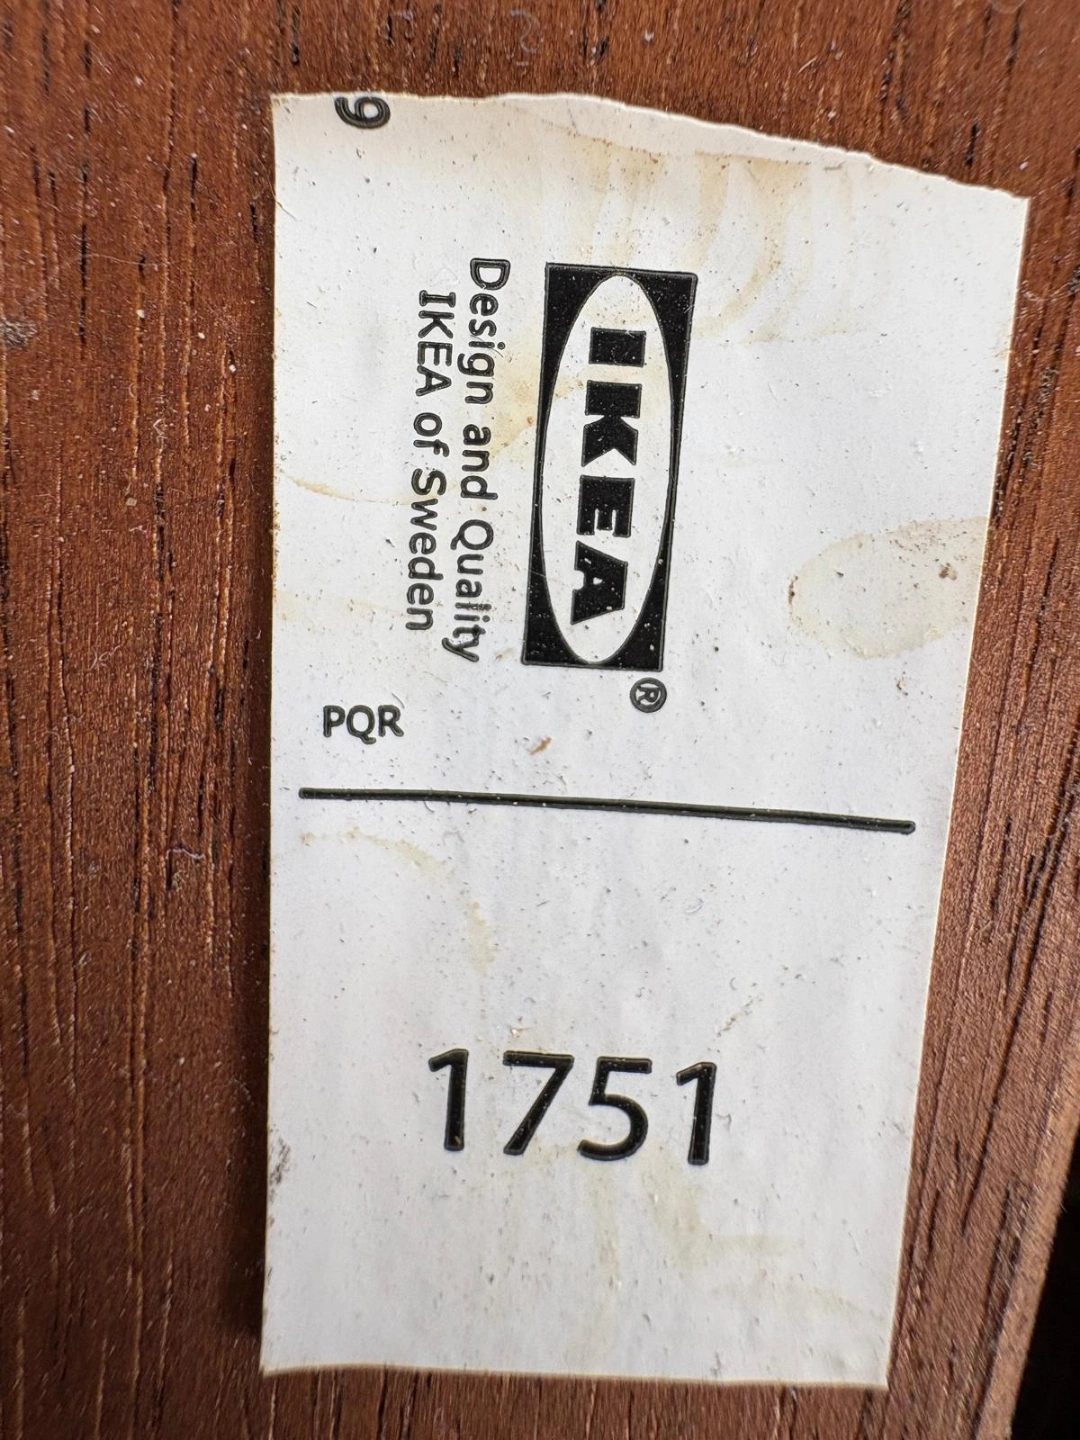 9
IKEA®
Design and Quality
IKEA of Sweden
PQR
1751